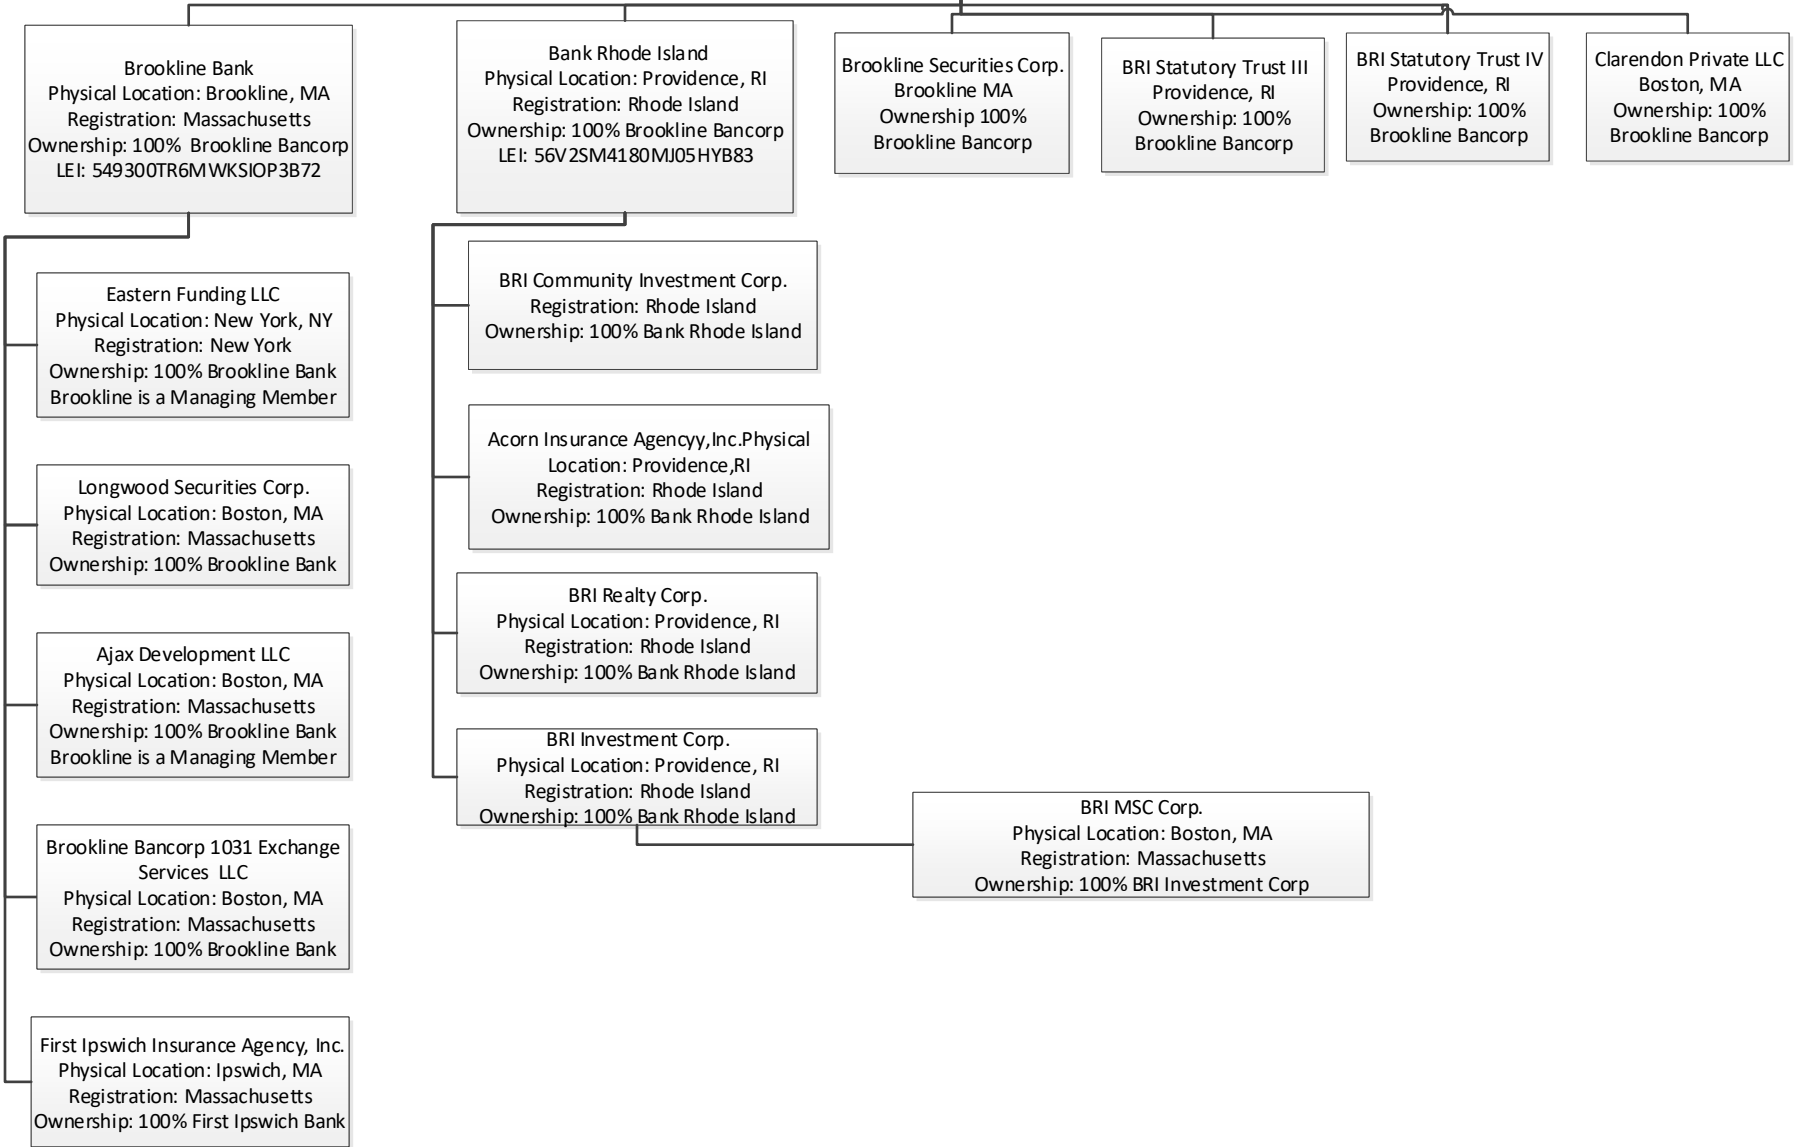 Brookline Bank
Physical Location: Brookline, MA
Registration: Massachusetts
Ownership: 100%  Brookline Bancorp
LEI: 549300TR6MWKSIOP3B72
Bank Rhode Island
Physical Location: Providence, RI
Registration: Rhode Island
Ownership: 100% Brookline Bancorp
LEI: 56V2SM4180MJ05HYB83
Brookline Securities Corp.
Brookline MA
Ownership 100%
Brookline Bancorp
BRI Statutory Trust III
Providence, RI
Ownership: 100%
Brookline Bancorp
BRI Statutory Trust IV
Providence, RI
Ownership: 100%
Brookline Bancorp
Clarendon Private LLC
Boston, MA
Ownership: 100%
Brookline Bancorp
Eastern Funding LLC
Physical Location: New York, NY
Registration: New York
Ownership: 100% Brookline Bank
Brookline is a Managing Member
Longwood Securities Corp.
Physical Location: Boston, MA
Registration: Massachusetts
Ownership: 100% Brookline Bank
Ajax Development LLC
Physical Location: Boston, MA
Registration: Massachusetts
Ownership: 100% Brookline Bank
Brookline is a Managing Member
Brookline Bancorp 1031 Exchange
Services  LLC
Physical Location: Boston, MA
Registration: Massachusetts
Ownership: 100% Brookline Bank
First Ipswich Insurance Agency, Inc.
Physical Location: Ipswich, MA
Registration: Massachusetts
Ownership: 100% First Ipswich Bank
BRI Community Investment Corp.
Registration: Rhode Island
Ownership: 100% Bank Rhode Island
Acorn Insurance Agencyy,Inc.Physical
Location: Providence,RI
Registration: Rhode Island
Ownership: 100% Bank Rhode Island
BRI Realty Corp.
Physical Location: Providence, RI
Registration: Rhode Island
Ownership: 100% Bank Rhode Island
BRI Investment Corp.
Physical Location: Providence, RI
Registration: Rhode Island
Ownership: 100% Bank Rhode Island
BRI MSC Corp.
Physical Location: Boston, MA
Registration: Massachusetts
Ownership: 100% BRI Investment Corp